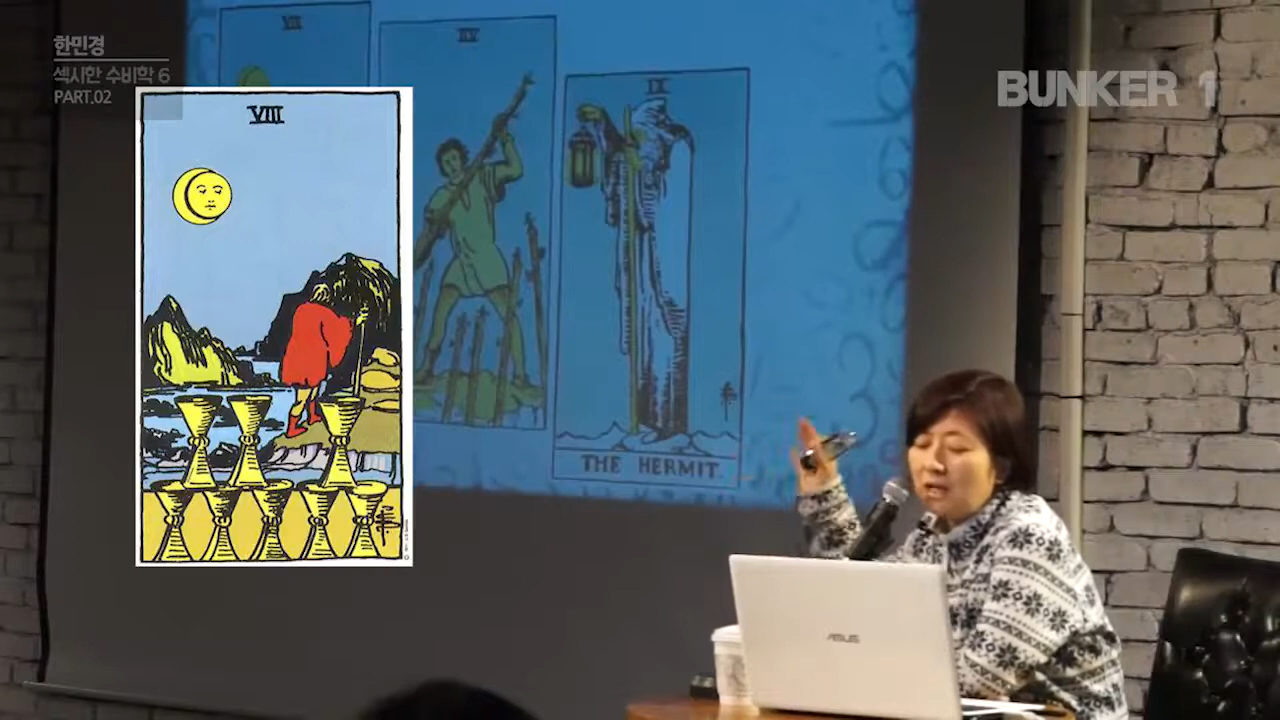 한민경
섹시한 수비학 6
PART.02
BUNKER 1
VIII
VII
IX
THE HERMIT.
ASUS